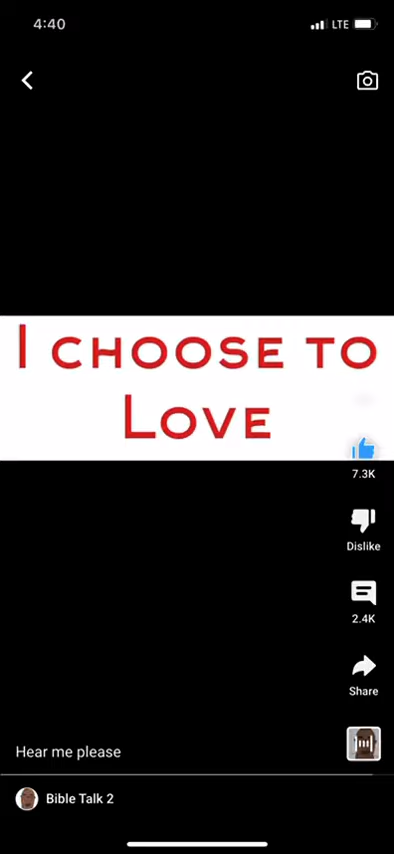 4:40
LTE
I CHOOSE TO
LOVE
7.3K
Dislike
2.4K
Share
Hear me please
Bible Talk 2